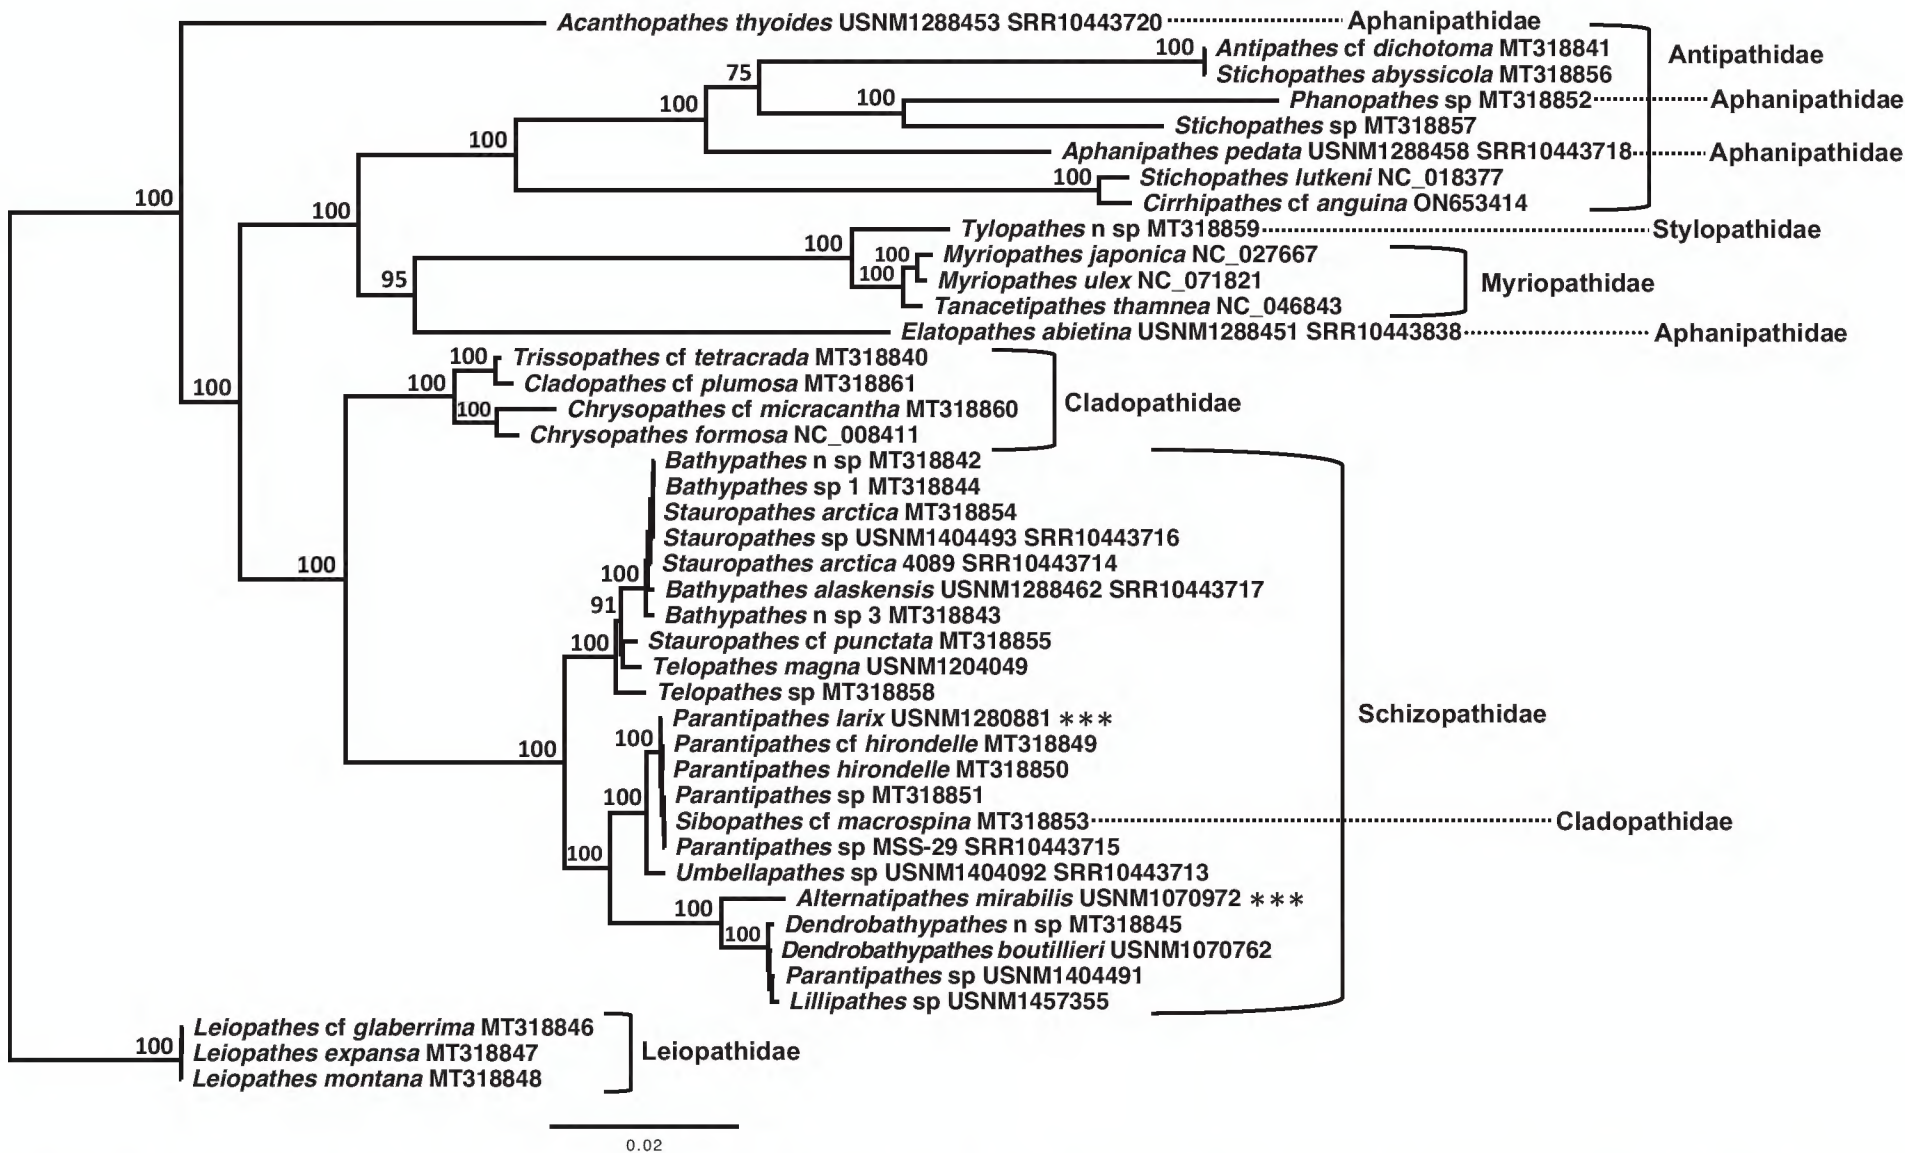 Acanthopathes thyoides USNM1288453 SRR10443720 Aphanipathidae
100 Antipathes cf dichotoma MT318841
Antipathidae
75 Stichopathes abyssicola MT318856
100 100 Phanopathes sp MT318852 Aphanipathidae
Stichopathes sp MT318857
100 Aphanipathes pedata USNM1288458 SRR10443718 Aphanipathidae
100 Stichopathes lutkeni NC_018377
100 Cirrhipathes cf anguina ON653414
100 Tylopathes n sp MT318859 Stylopathidae
100 100 Myriopathes japonica NC_027667
95 100 Myriopathes ulex NC_071821 Myriopathidae
Tanacetipathes thamnea NC_046843
Elatopathes abietina USNM1288451 SRR10443838 Aphanipathidae
100 Trissopathes cf tetracrada MT318840
100 100 Cladopathes cf plumosa MT318861
Cladopathidae
100 Chrysopathes cf micracantha MT318860
Chrysopathes formosa NC_008411
Bathypathes n sp MT318842
Bathypathes sp 1 MT318844
Stauropathes arctica MT318854
Stauropathes sp USNM1404493 SRR10443716
100 Stauropathes arctica 4089 SRR10443714
100 Bathypathes alaskensis USNM1288462 SRR10443717
91 Bathypathes n sp 3 MT318843
100 Stauropathes cf punctata MT318855
Telopathes magna USNM1204049
Telopathes sp MT318858
Parantipathes larix USNM1280881 ***
Schizopathidae
100 100 Parantipathes cf hirondelle MT318849
Parantipathes hirondelle MT318850
100 Parantipathes sp MT318851
Sibopathes cf macrospina MT318853 Cladopathidae
100 Parantipathes sp MSS-29 SRR10443715
Umbellapathes sp USNM1404092 SRR10443713
100 Alternatipathes mirabilis USNM1070972 ***
100 Dendrobathypathes n sp MT318845
Dendrobathypathes boutillieri USNM1070762
Parantipathes sp USNM1404491
Lillipathes sp USNM1457355
Leiopathes cf glaberrima MT318846
100 Leiopathes expansa MT318847 Leiopathidae
Leiopathes montana MT318848
0.02